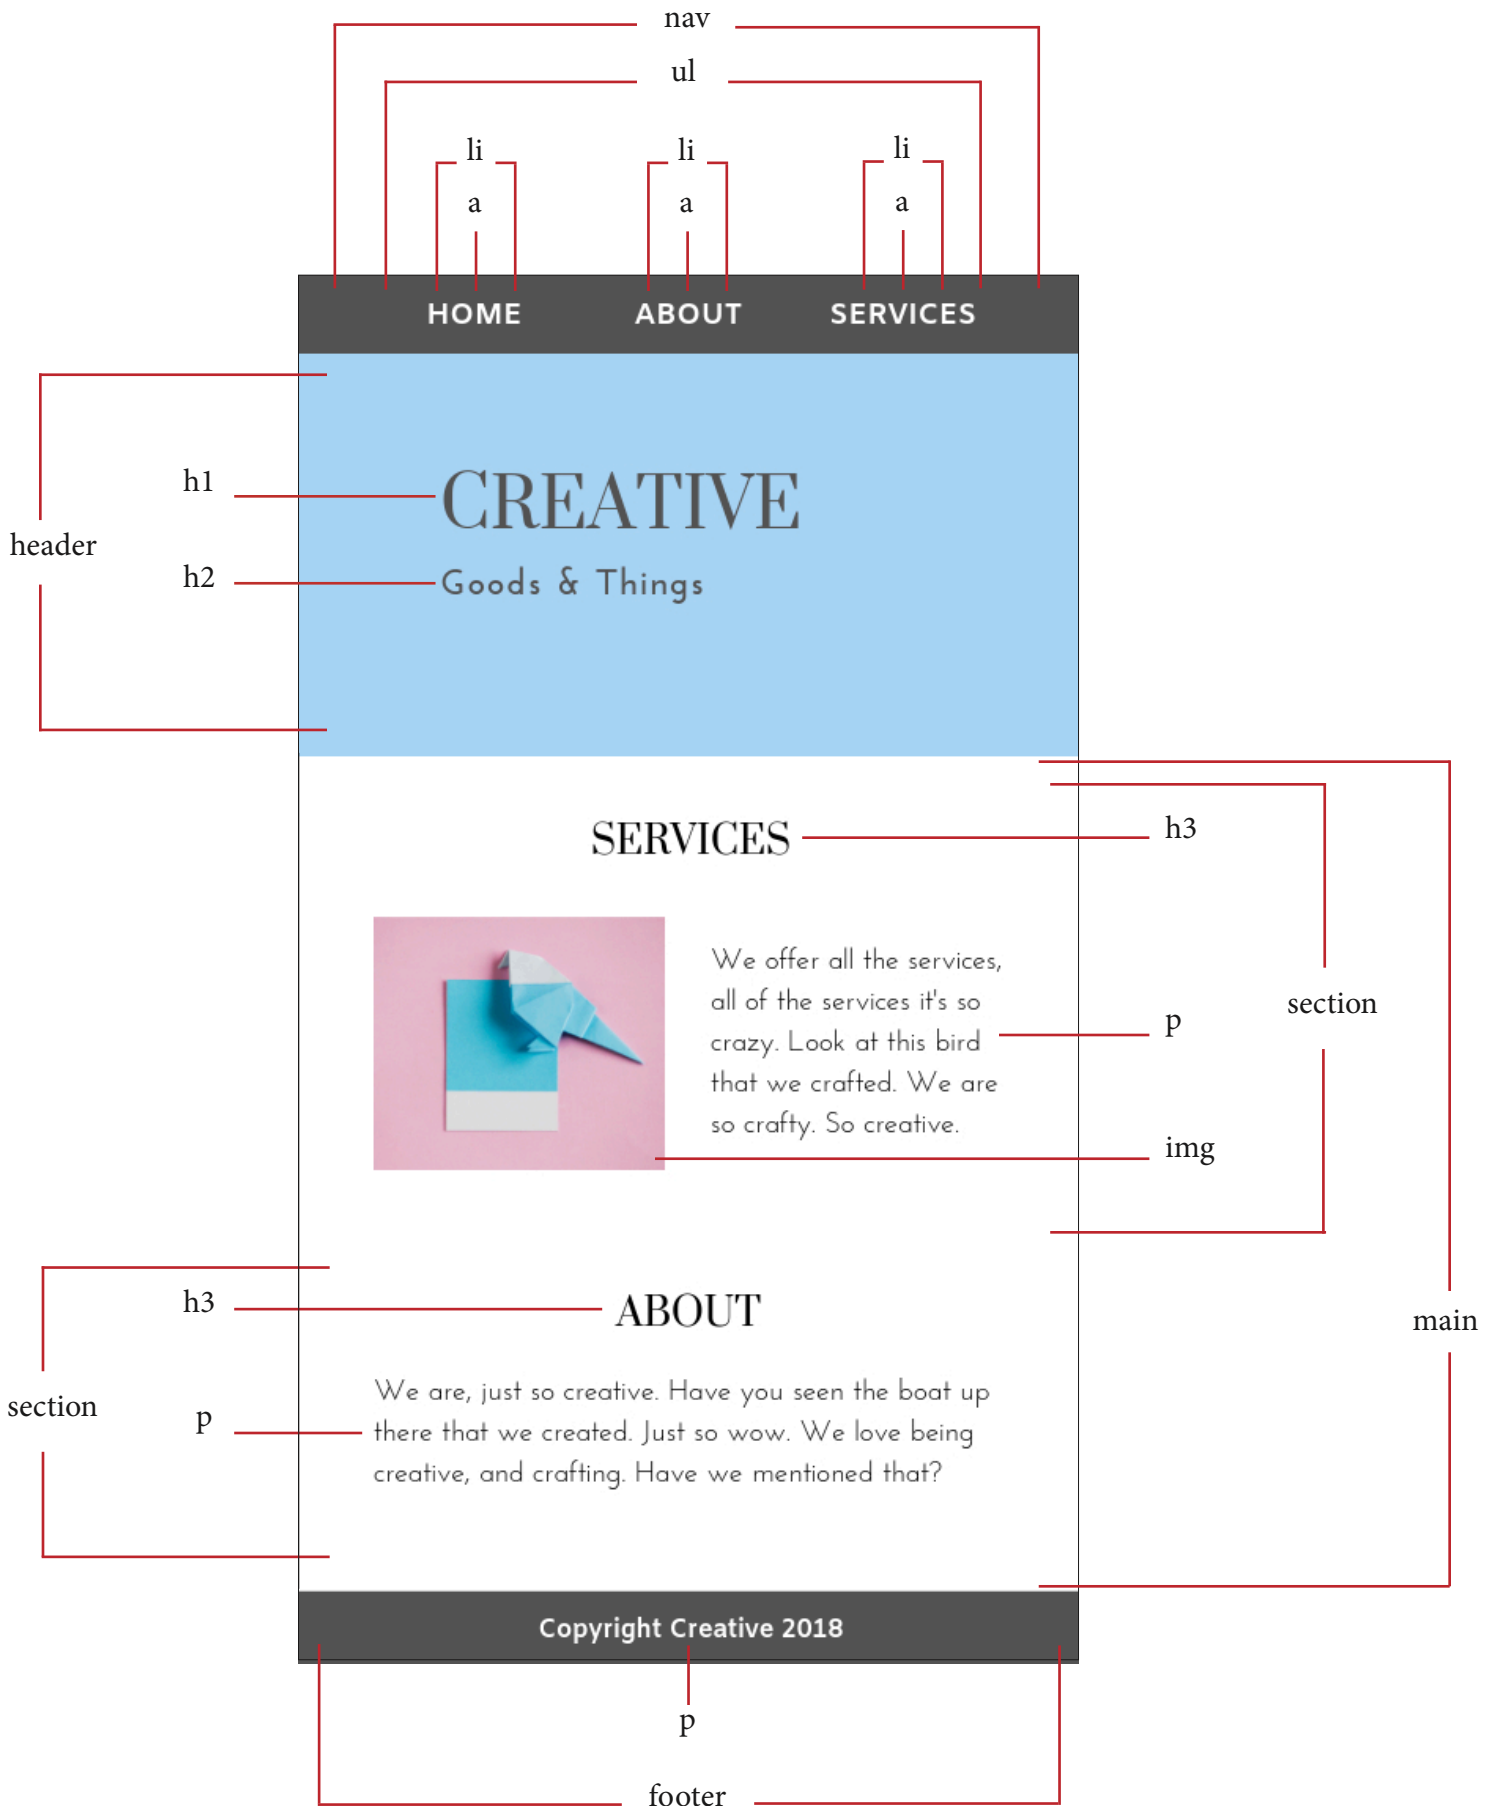 nav
ul
li li li
a a a
HOME ABOUT SERVICES
header
h1
CREATIVE
h2
Goods & Things
SERVICES
h3
We offer all the services,
all of the services it's so
crazy. Look at this bird
that we crafted. We are
so crafty. So creative.
p
img
section
main
section
h3
ABOUT
p
We are, just so creative. Have you seen the boat up
there that we created. Just so wow. We love being
creative, and crafting. Have we mentioned that?
Copyright Creative 2018
p
footer